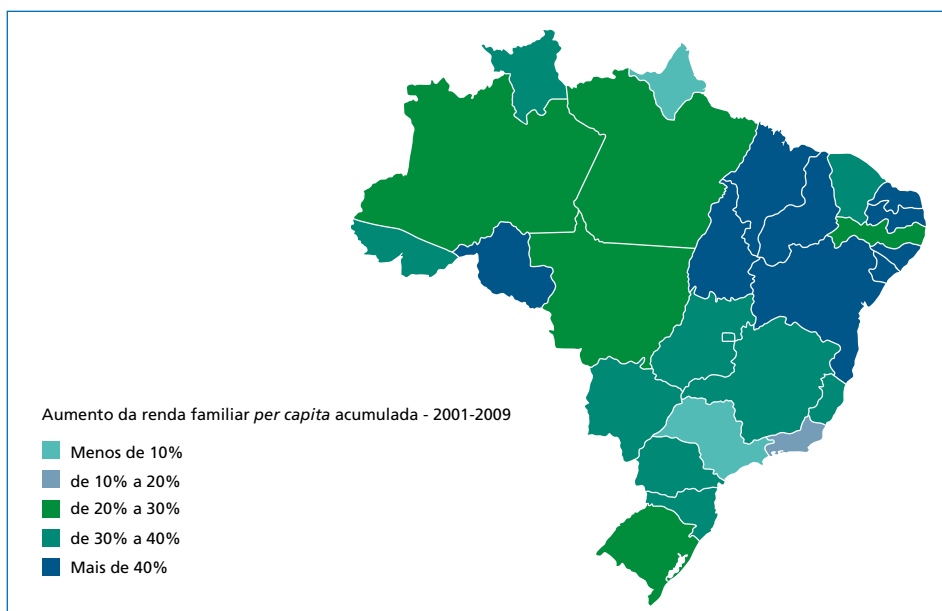 Aumento da renda familiar per capita acumulada - 2001-2009
Menos de 10%
de 10% a 20%
de 20% a 30%
de 30% a 40%
Mais de 40%